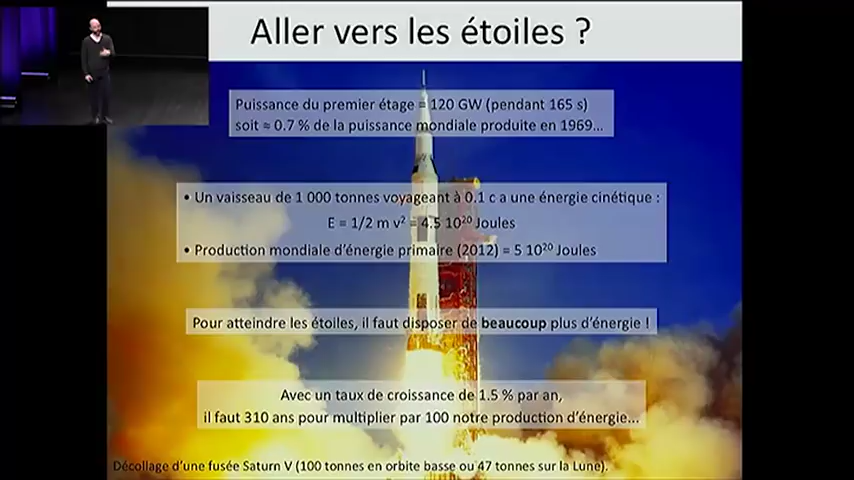 Aller vers les étoiles ?
Puissance du premier étage = 120 GW (pendant 165 s)
soit ≈ 0.7 % de la puissance mondiale produite en 1969...
• Un vaisseau de 1 000 tonnes voyageant à 0.1 c a une énergie cinétique :
E = 1/2 m v² = 4.5 10²⁰ Joules
• Production mondiale d'énergie primaire (2012) = 5 10²⁰ Joules
Pour atteindre les étoiles, il faut disposer de beaucoup plus d'énergie !
Avec un taux de croissance de 1.5 % par an,
il faut 310 ans pour multiplier par 100 notre production d'énergie...
Décollage d'une fusée Saturn V (100 tonnes en orbite basse ou 47 tonnes sur la Lune).